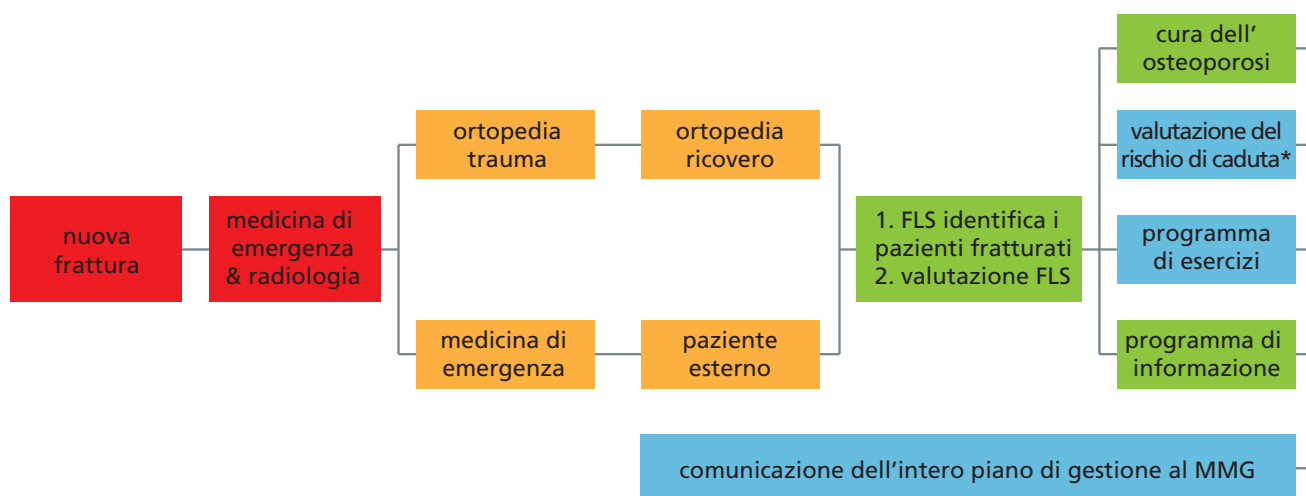 nuova
frattura
medicina di
emergenza
& radiologia
ortopedia
trauma
ortopedia
ricovero
medicina di
emergenza
paziente
esterno
1. FLS identifica i
pazienti fratturati
2. valutazione FLS
cura dell’
osteoporosi
valutazione del
rischio di caduta*
programma
di esercizi
programma di
informazione
comunicazione dell’intero piano di gestione al MMG